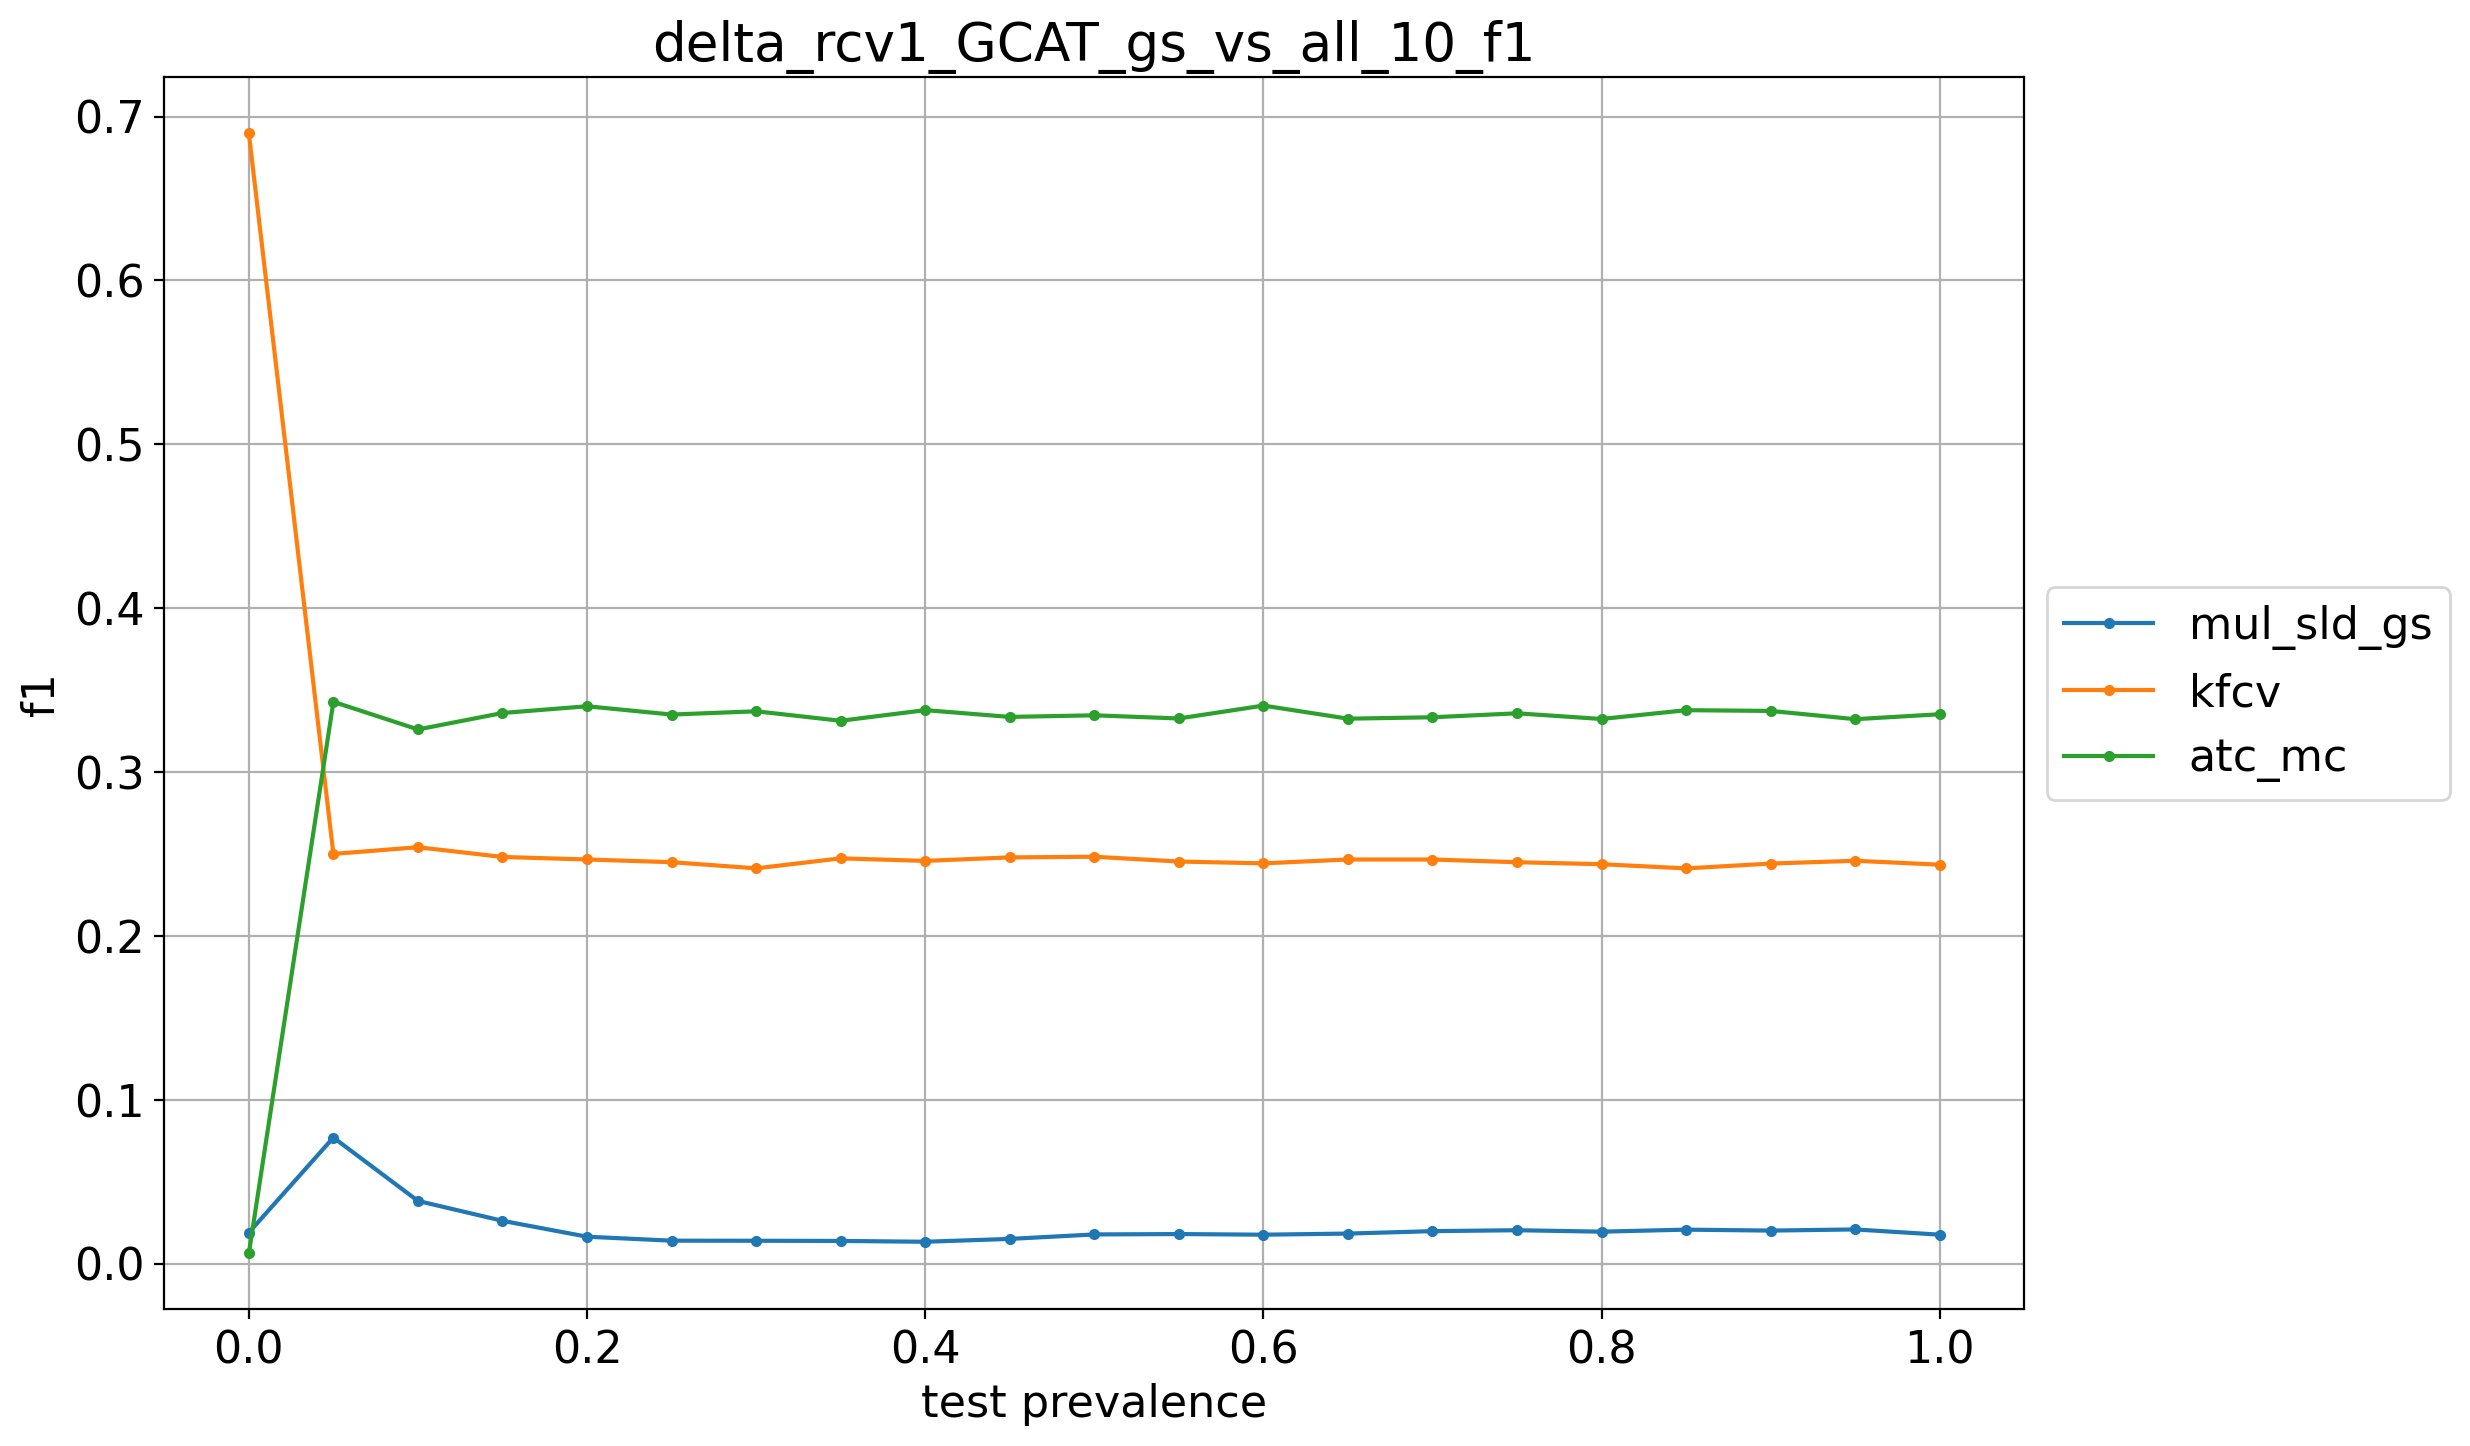 delta_rcv1_GCAT_gs_vs_all_10_f1
0.7
0.6
0.5
0.4
0.3
0.2
0.1
0.0
f1
0.0 0.2 0.4 0.6 0.8 1.0
test prevalence
mul_sld_gs
kfcv
atc_mc